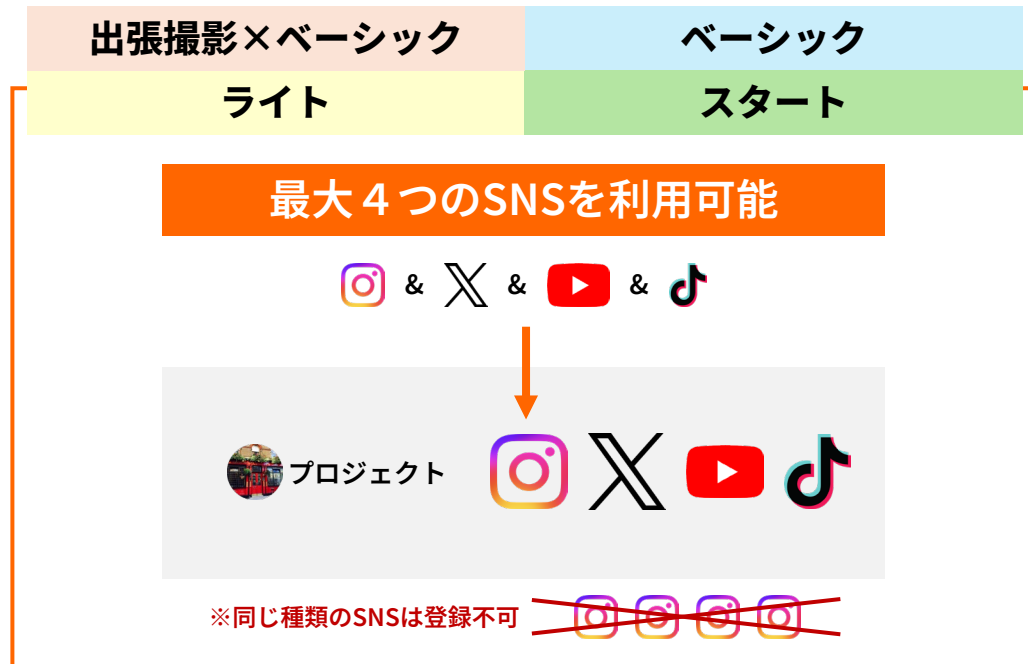 出張撮影×ベーシック
ベーシック
ライト
スタート
最大４つのSNSを利用可能
& & &
プロジェクト
※同じ種類のSNSは登録不可